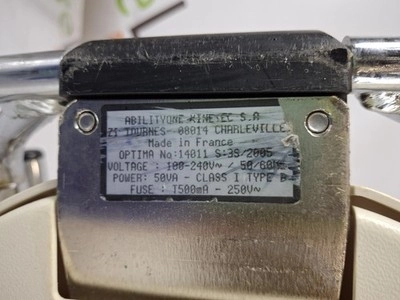 ABILITYONE KINETEC S.A
ZI TOURNES 08014 CHARLEVILLE
Made in France
OPTIMA No:14011 S:35/2005
VOLTAGE : 100-240V~ / 50/60Hz
POWER: 50VA - CLASS I TYPE B
FUSE : T500mA - 250V~